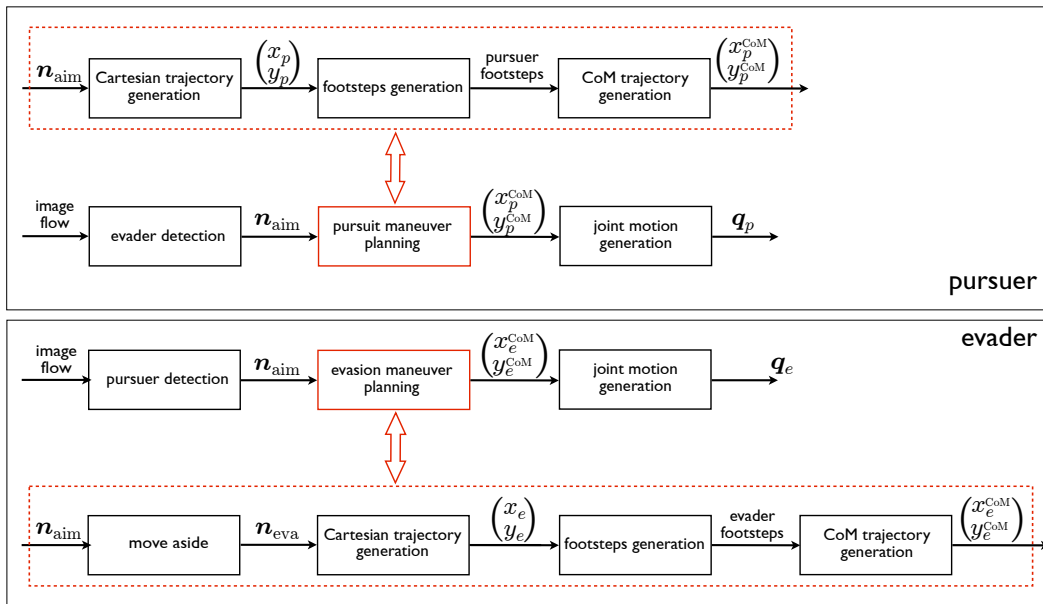 n_aim
Cartesian trajectory
generation
(x_p
y_p)
footsteps generation
pursuer
footsteps
CoM trajectory
generation
(x_p^CoM
y_p^CoM)
image
flow
evader detection
n_aim
pursuit maneuver
planning
(x_p^CoM
y_p^CoM)
joint motion
generation
q_p
pursuer
evader
image
flow
pursuer detection
n_aim
evasion maneuver
planning
(x_e^CoM
y_e^CoM)
joint motion
generation
q_e
n_aim
move aside
n_eva
Cartesian trajectory
generation
(x_e
y_e)
footsteps generation
evader
footsteps
CoM trajectory
generation
(x_e^CoM
y_e^CoM)